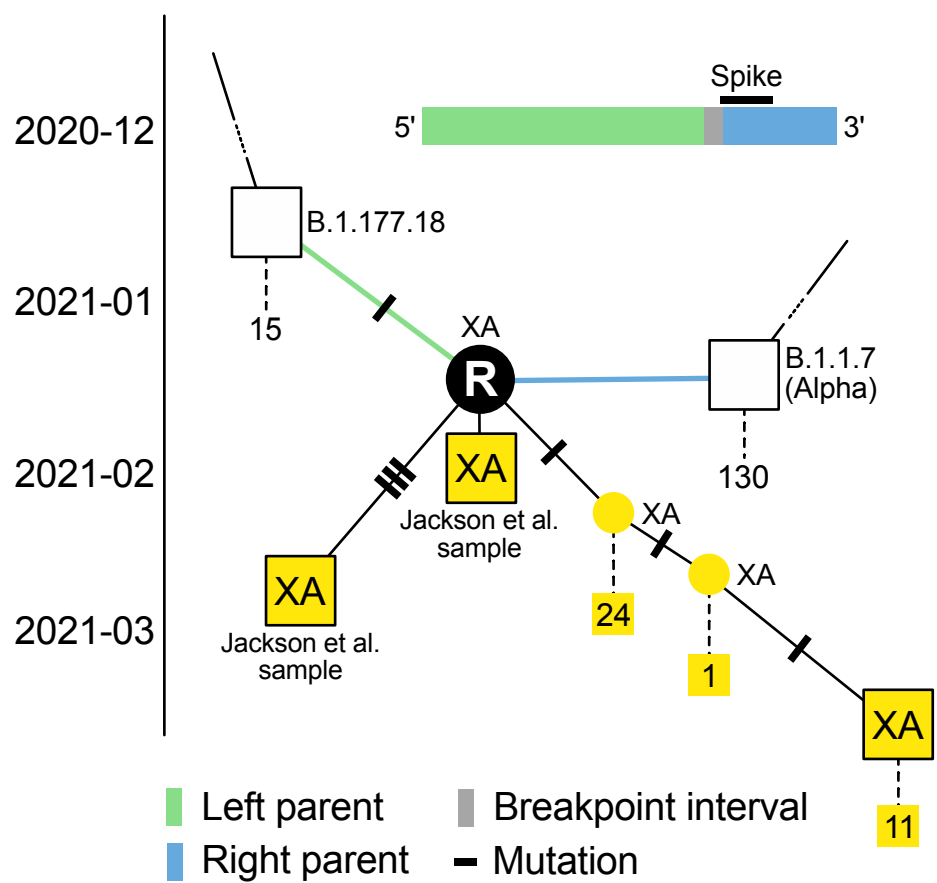 Spike
2020-12
5'
3'
B.1.177.18
2021-01
15
XA
R
B.1.1.7
(Alpha)
2021-02
XA
130
Jackson et al.
sample
XA
XA
XA
2021-03
Jackson et al.
sample
24
1
XA
11
Left parent
Breakpoint interval
Right parent
Mutation